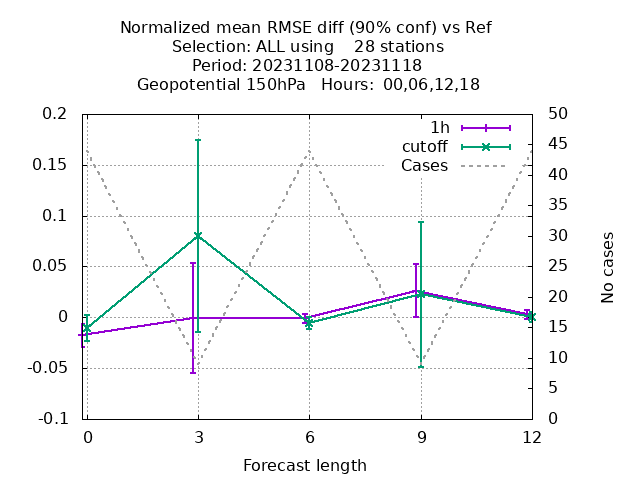 Normalized mean RMSE diff (90% conf) vs Ref
Selection: ALL using    28 stations
Period: 20231108-20231118
Geopotential 150hPa   Hours:  00,06,12,18
0.2
0.15
0.1
0.05
0
-0.05
-0.1
50
45
40
35
30
25
20
15
10
5
0
1h
cutoff
Cases
No cases
0
3
6
9
12
Forecast length